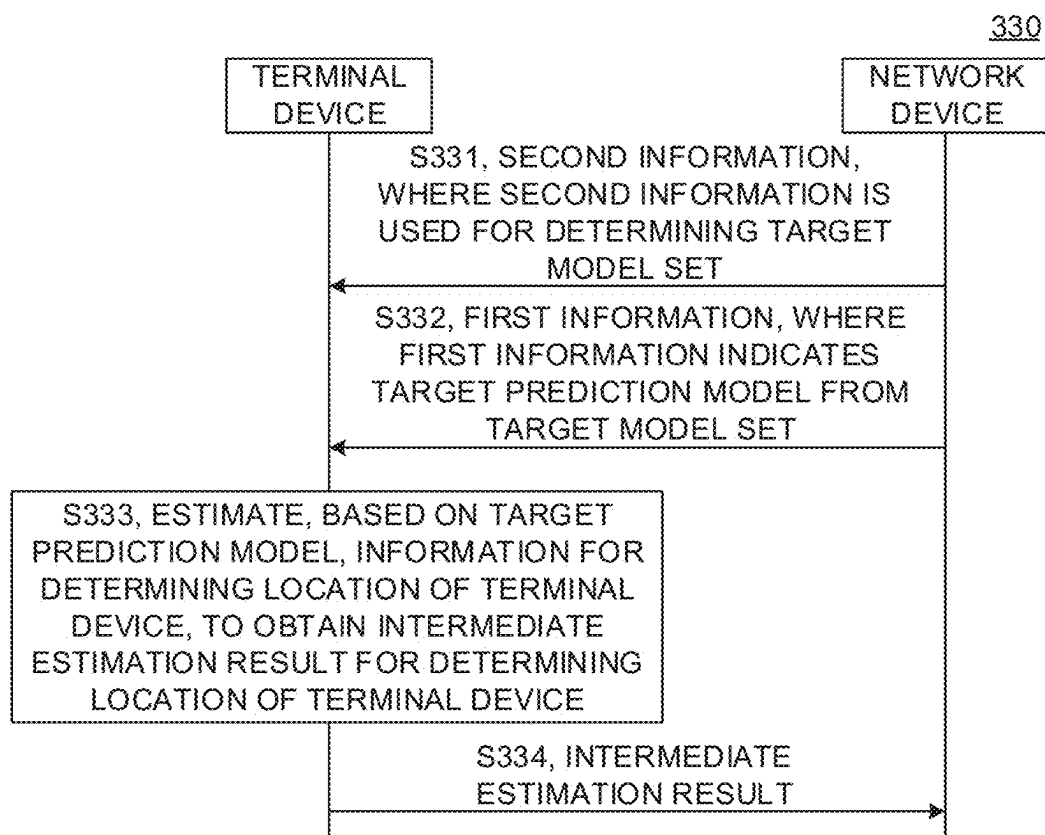 330
TERMINAL
DEVICE
NETWORK
DEVICE
S331, SECOND INFORMATION,
WHERE SECOND INFORMATION IS
USED FOR DETERMINING TARGET
MODEL SET
S332, FIRST INFORMATION, WHERE
FIRST INFORMATION INDICATES
TARGET PREDICTION MODEL FROM
TARGET MODEL SET
S333, ESTIMATE, BASED ON TARGET
PREDICTION MODEL, INFORMATION FOR
DETERMINING LOCATION OF TERMINAL
DEVICE, TO OBTAIN INTERMEDIATE
ESTIMATION RESULT FOR DETERMINING
LOCATION OF TERMINAL DEVICE
S334, INTERMEDIATE
ESTIMATION RESULT